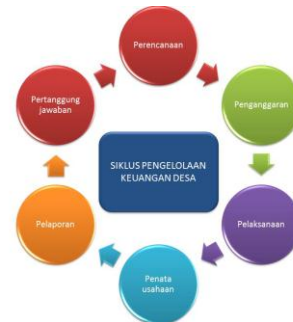 Perencanaan
Penganggaran
Pelaksanaan
Penata
usahaan
Pelaporan
Pertanggung
jawaban
SIKLUS PENGELOLAAN
KEUANGAN DESA